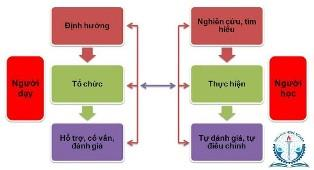 Định hướng
Nghiên cứu, tìm
hiểu
Người
dạy
Tổ chức
Thực hiện
Người
học
Hỗ trợ, cố vấn,
đánh giá
Tự đánh giá, tự
điều chỉnh